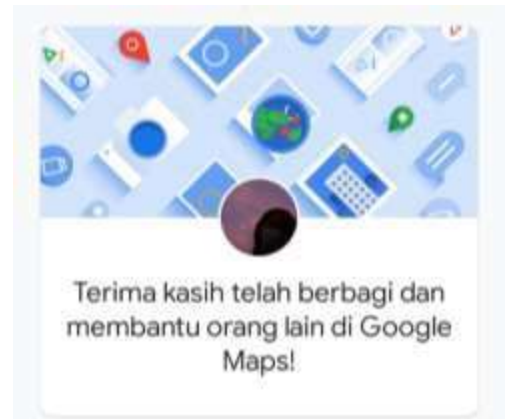 Terima kasih telah berbagi dan
membantu orang lain di Google
Maps!